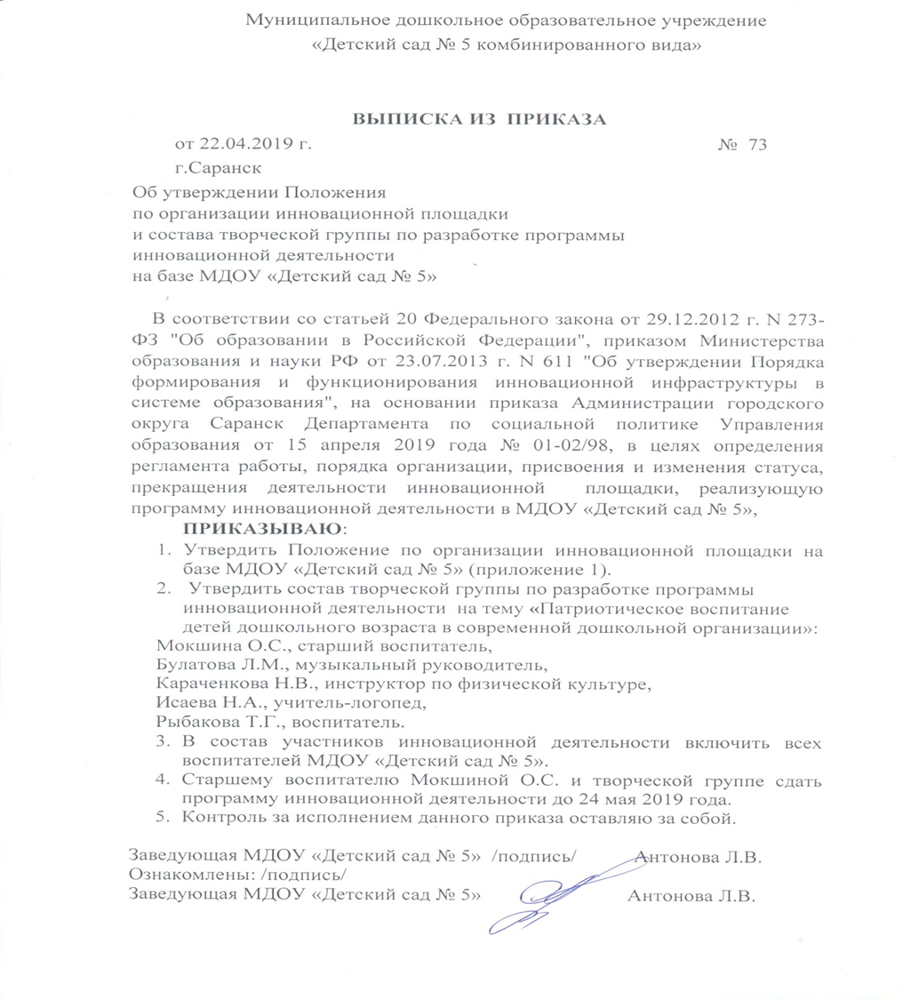 Муниципальное дошкольное образовательное учреждение
«Детский сад № 5 комбинированного вида»
ВЫПИСКА ИЗ ПРИКАЗА
от 22.04.2019 г. № 73
г.Саранск
Об утверждении Положения
по организации инновационной площадки
и состава творческой группы по разработке программы
инновационной деятельности
на базе МДОУ «Детский сад № 5»
В соответствии со статьей 20 Федерального закона от 29.12.2012 г. N 273-
ФЗ "Об образовании в Российской Федерации", приказом Министерства
образования и науки РФ от 23.07.2013 г. N 611 "Об утверждении Порядка
формирования и функционирования инновационной инфраструктуры в
системе образования", на основании приказа Администрации городского
округа Саранск Департамента по социальной политике Управления
образования от 15 апреля 2019 года № 01-02/98, в целях определения
регламента работы, порядка организации, присвоения и изменения статуса,
прекращения деятельности инновационной площадки, реализующую
программу инновационной деятельности в МДОУ «Детский сад № 5»,
ПРИКАЗЫВАЮ:
1. Утвердить Положение по организации инновационной площадки на
базе МДОУ «Детский сад № 5» (приложение 1).
2. Утвердить состав творческой группы по разработке программы
инновационной деятельности на тему «Патриотическое воспитание
детей дошкольного возраста в современной дошкольной организации»:
Мокшина О.С., старший воспитатель,
Булатова Л.М., музыкальный руководитель,
Караченкова Н.В., инструктор по физической культуре,
Исаева Н.А., учитель-логопед,
Рыбакова Т.Г., воспитатель.
3. В состав участников инновационной деятельности включить всех
воспитателей МДОУ «Детский сад № 5».
4. Старшему воспитателю Мокшиной О.С. и творческой группе сдать
программу инновационной деятельности до 24 мая 2019 года.
5. Контроль за исполнением данного приказа оставляю за собой.
Заведующая МДОУ «Детский сад № 5» /подпись/ Антонова Л.В.
Ознакомлены: /подпись/
Заведующая МДОУ «Детский сад № 5» Антонова Л.В.